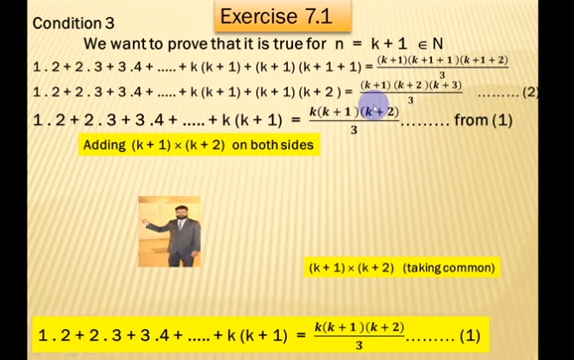 Exercise 7.1
Condition 3
We want to prove that it is true for n = k + 1 ∈ N
1 . 2 + 2 . 3 + 3 .4 + ..... + k (k + 1) + (k + 1) (k + 1 + 1) = (k+1)(k+1+1)(k+1+2)/3
1 . 2 + 2 . 3 + 3 .4 + ..... + k (k + 1) + (k + 1) (k + 2 ) = (k+1)(k+2)(k+3)/3 ......... (2)
1 . 2 + 2 . 3 + 3 .4 + ..... + k (k + 1) = k(k+1)(k+2)/3 ......... from (1)
Adding (k + 1) × (k + 2) on both sides
(k + 1) × (k + 2) (taking common)
1 . 2 + 2 . 3 + 3 .4 + ..... + k (k + 1) = k(k+1)(k+2)/3 ......... (1)